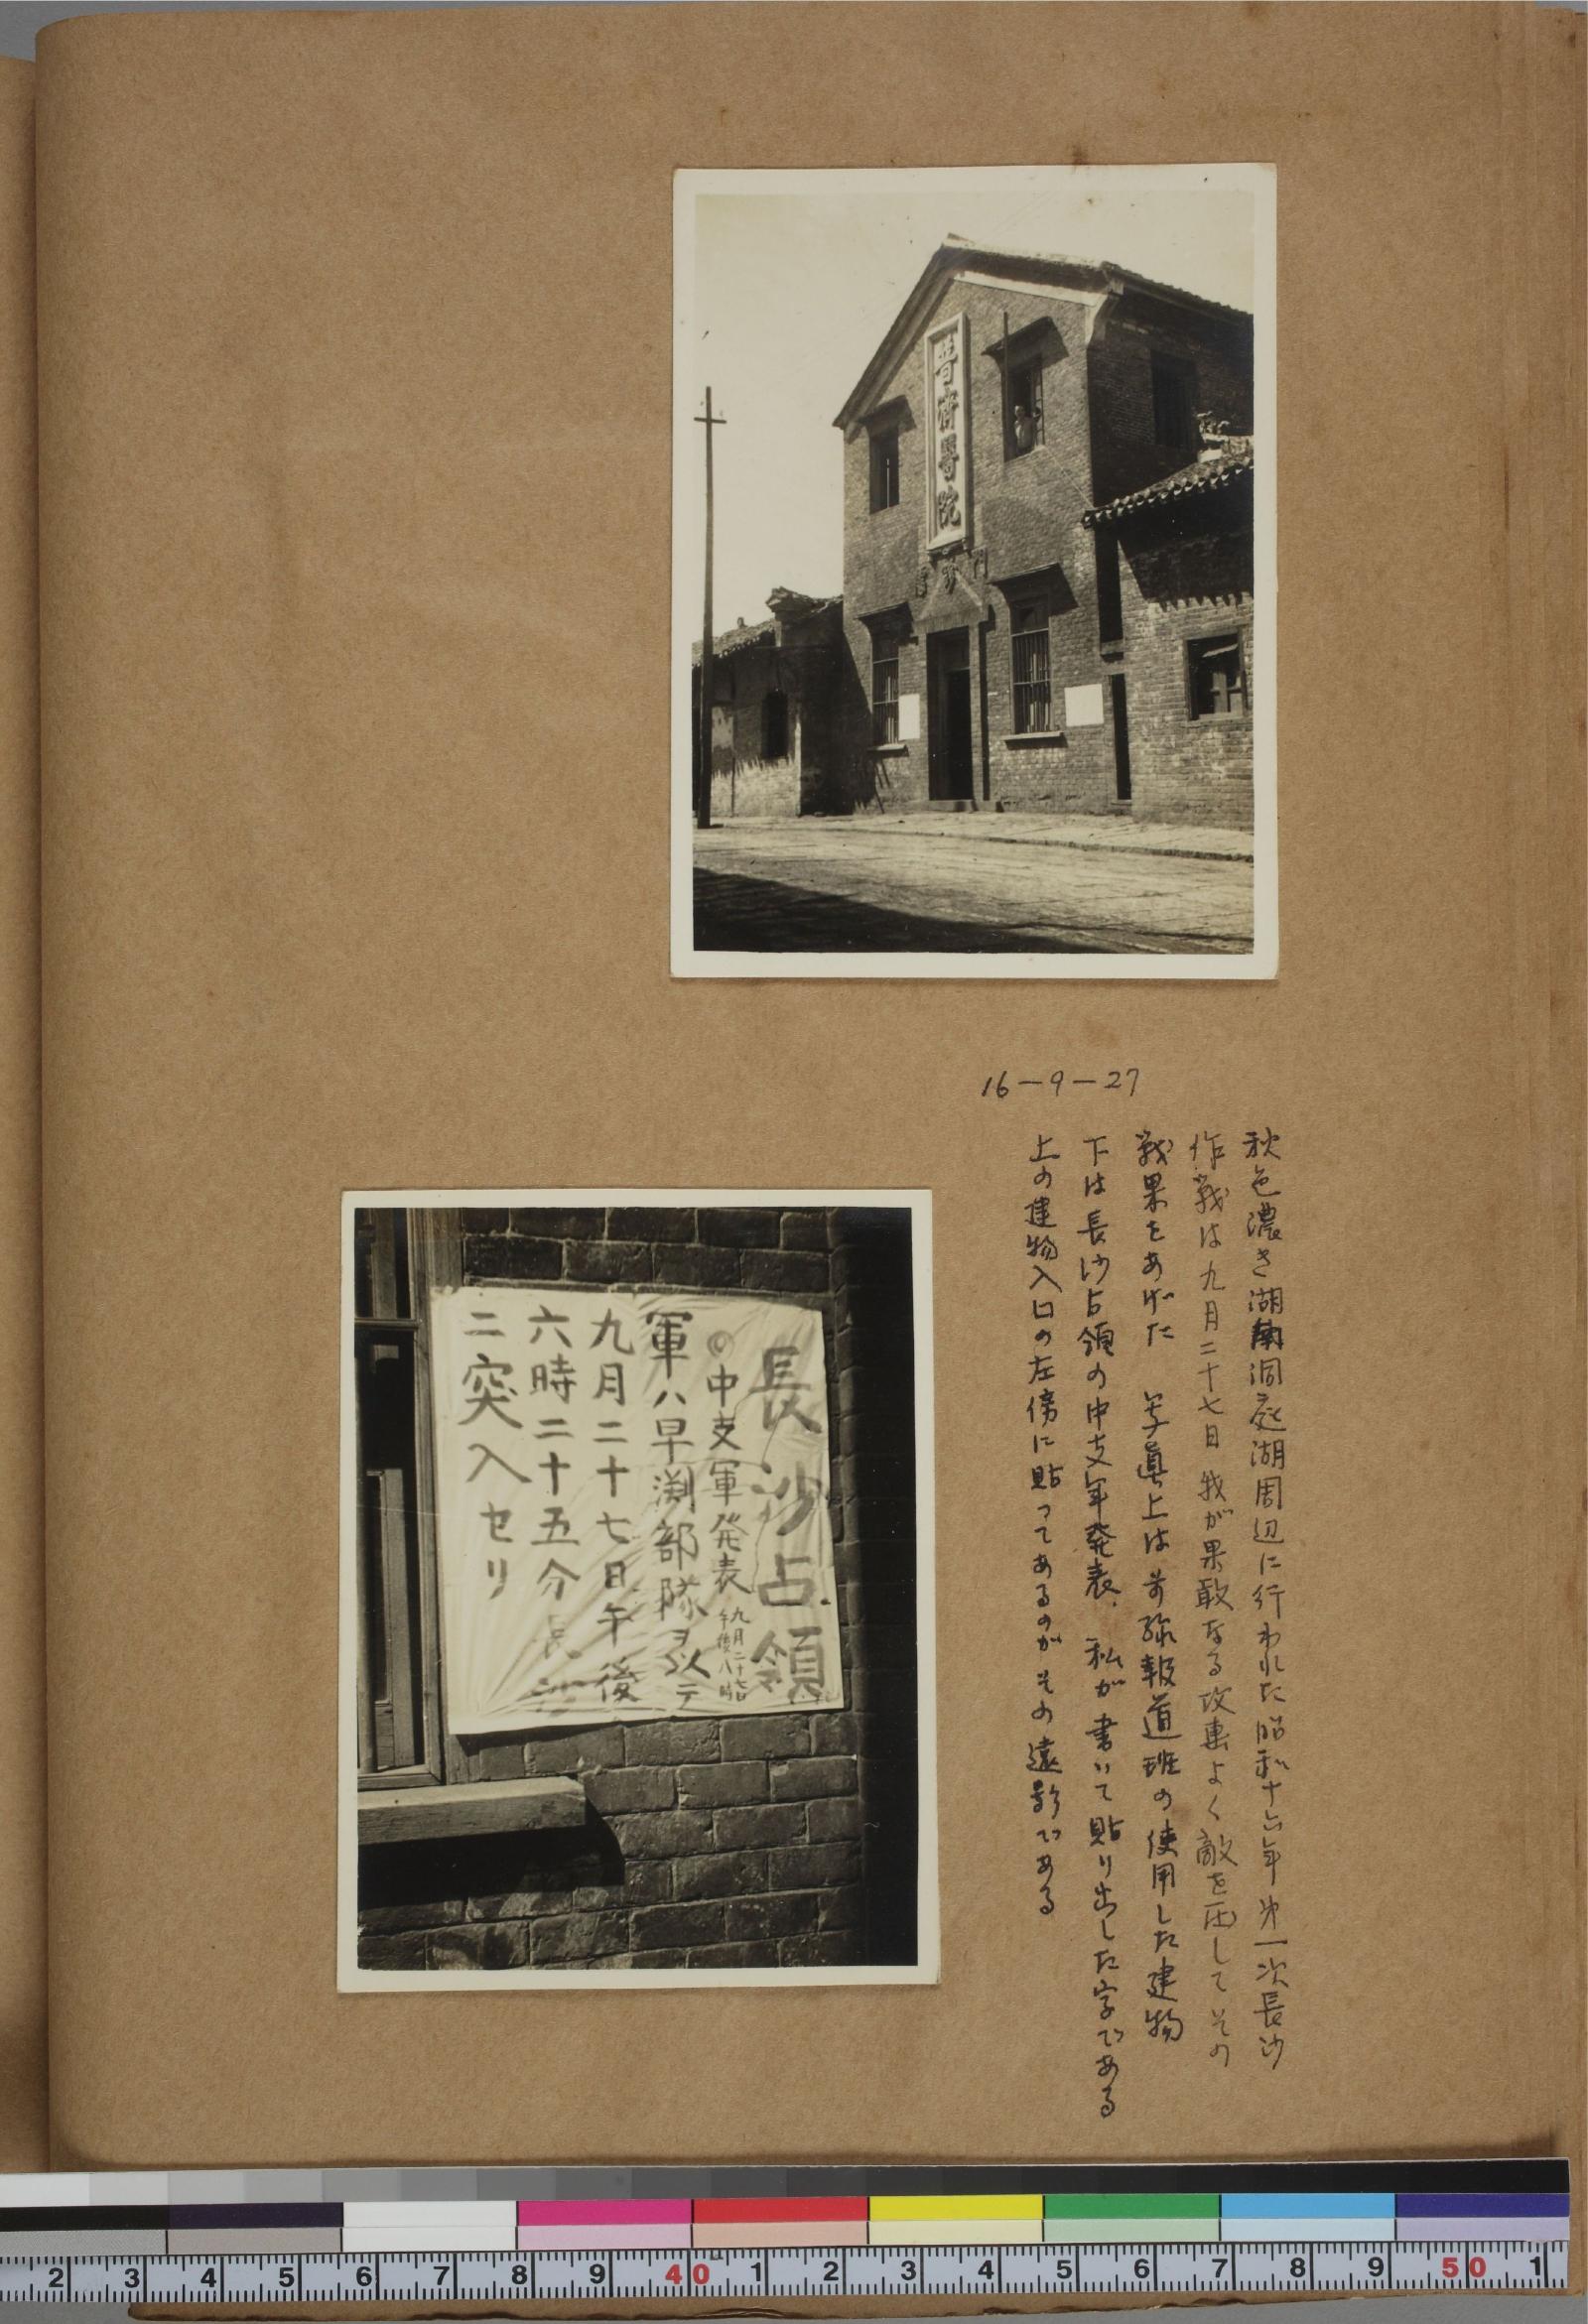 普濟醫院
16-9-27
秋色濃き湖南洞庭湖周辺に行われた昭和十六年第一次長沙
作戦は九月二十七日我が果敢なる攻車よく敵を圧してその
戦果をあげた 写真上は前線報道班の使用した建物
下は長沙占領の中支軍発表. 私が書いて貼り出した字である
上の建物入口の左傍に貼ってあるのがその遠影である
長沙占領
◎中支軍発表 九月二十七日午後八時
軍ハ早渕部隊ヲ以テ
九月二十七日午後
六時二十五分長沙
ニ突入セリ
2 3 4 5 6 7 8 9 40 1 2 3 4 5 6 7 8 9 50 1